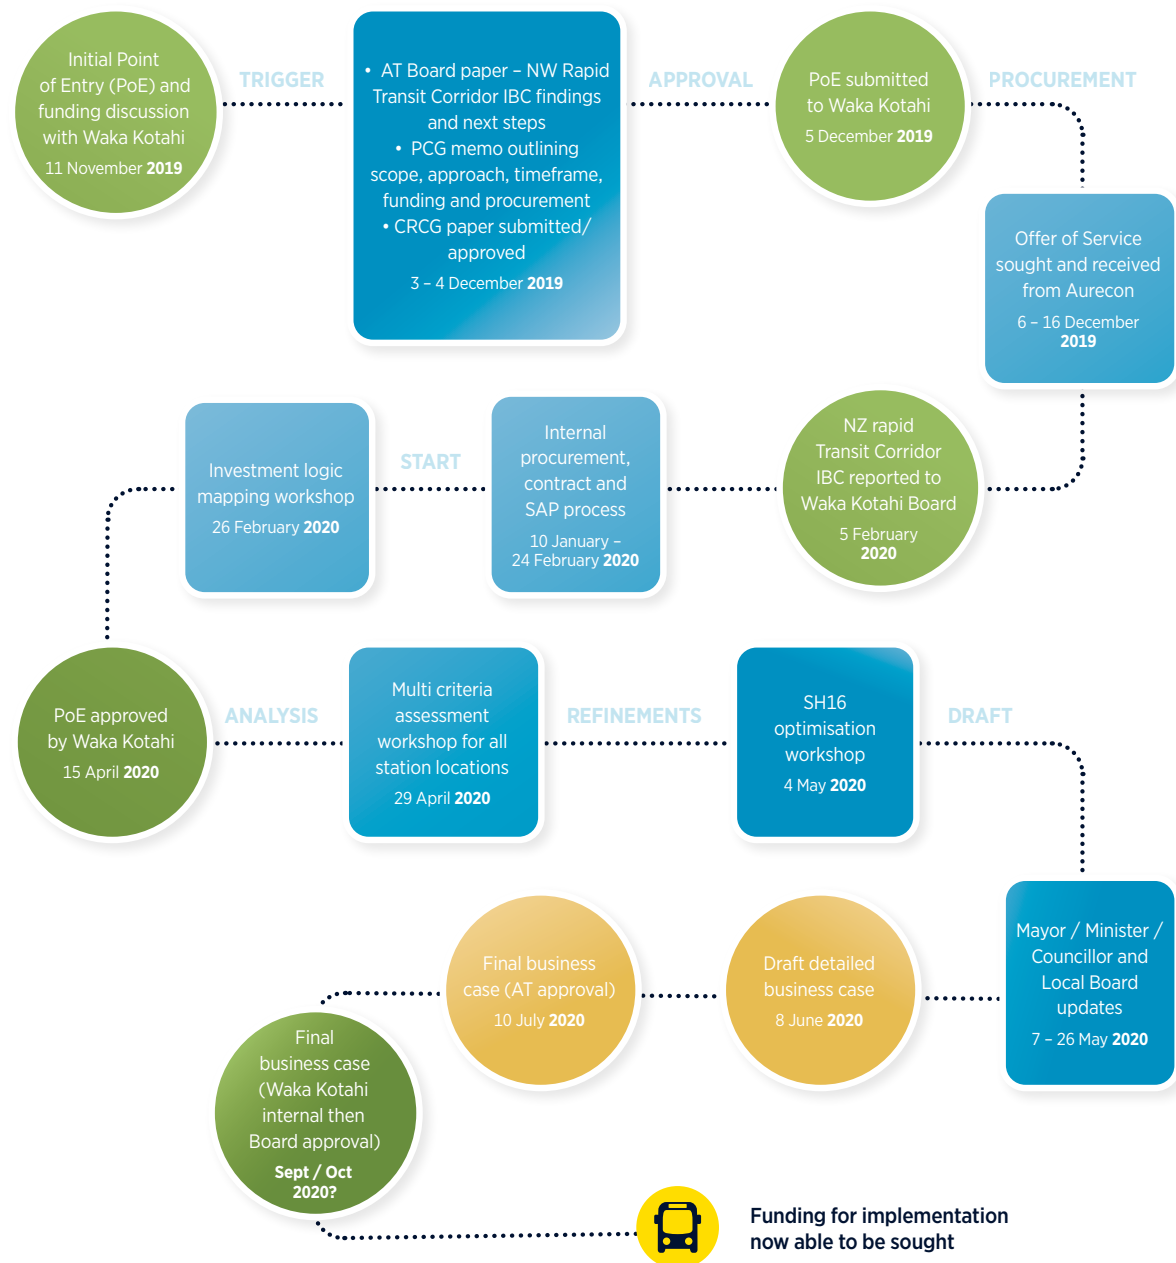 Initial Point
of Entry (PoE) and
funding discussion
with Waka Kotahi
11 November 2019
TRIGGER
• AT Board paper – NW Rapid
Transit Corridor IBC findings
and next steps
• PCG memo outlining
scope, approach, timeframe,
funding and procurement
• CRCG paper submitted/
approved
3 – 4 December 2019
APPROVAL
PoE submitted
to Waka Kotahi
5 December 2019
PROCUREMENT
Offer of Service
sought and received
from Aurecon
6 – 16 December
2019
NZ rapid
Transit Corridor
IBC reported to
Waka Kotahi Board
5 February
2020
Internal
procurement,
contract and
SAP process
10 January –
24 February 2020
START
Investment logic
mapping workshop
26 February 2020
PoE approved
by Waka Kotahi
15 April 2020
ANALYSIS
Multi criteria
assessment
workshop for all
station locations
29 April 2020
REFINEMENTS
SH16
optimisation
workshop
4 May 2020
DRAFT
Mayor / Minister /
Councillor and
Local Board
updates
7 – 26 May 2020
Draft detailed
business case
8 June 2020
Final business
case (AT approval)
10 July 2020
Final
business case
(Waka Kotahi
internal then
Board approval)
Sept / Oct
2020?
Funding for implementation
now able to be sought